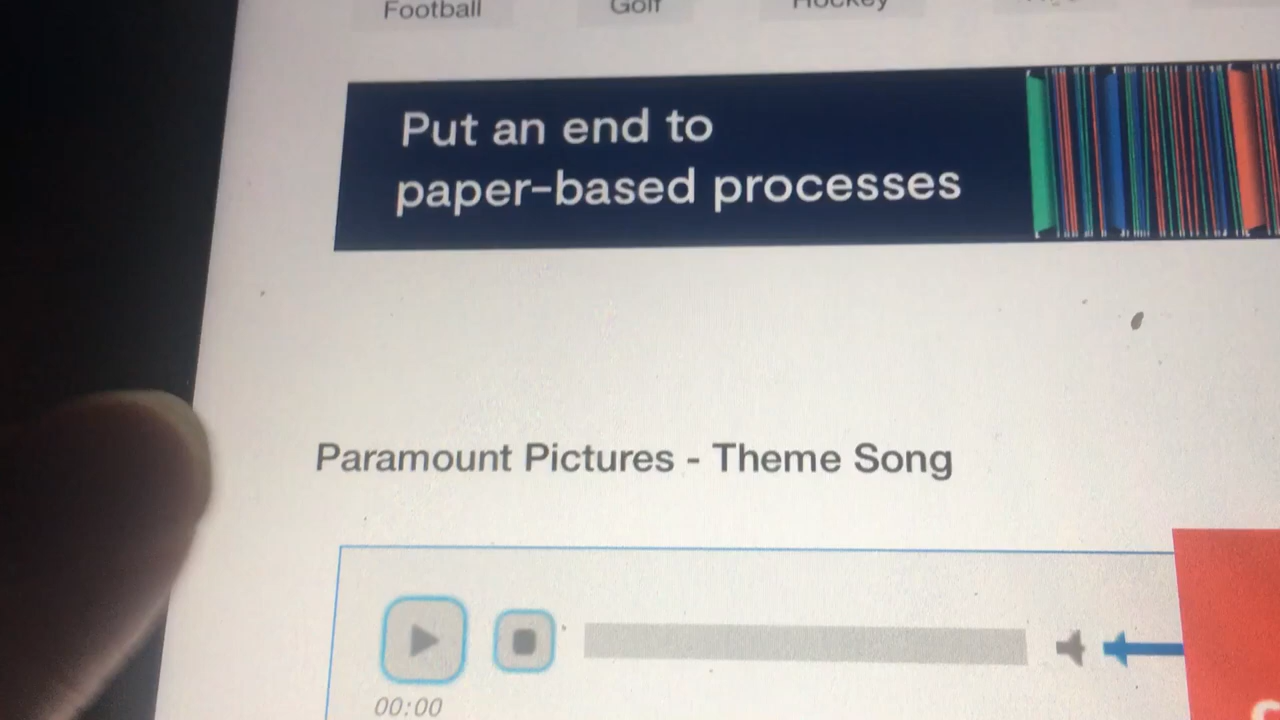 Football Golf Hockey
Put an end to
paper-based processes
Paramount Pictures - Theme Song
00:00